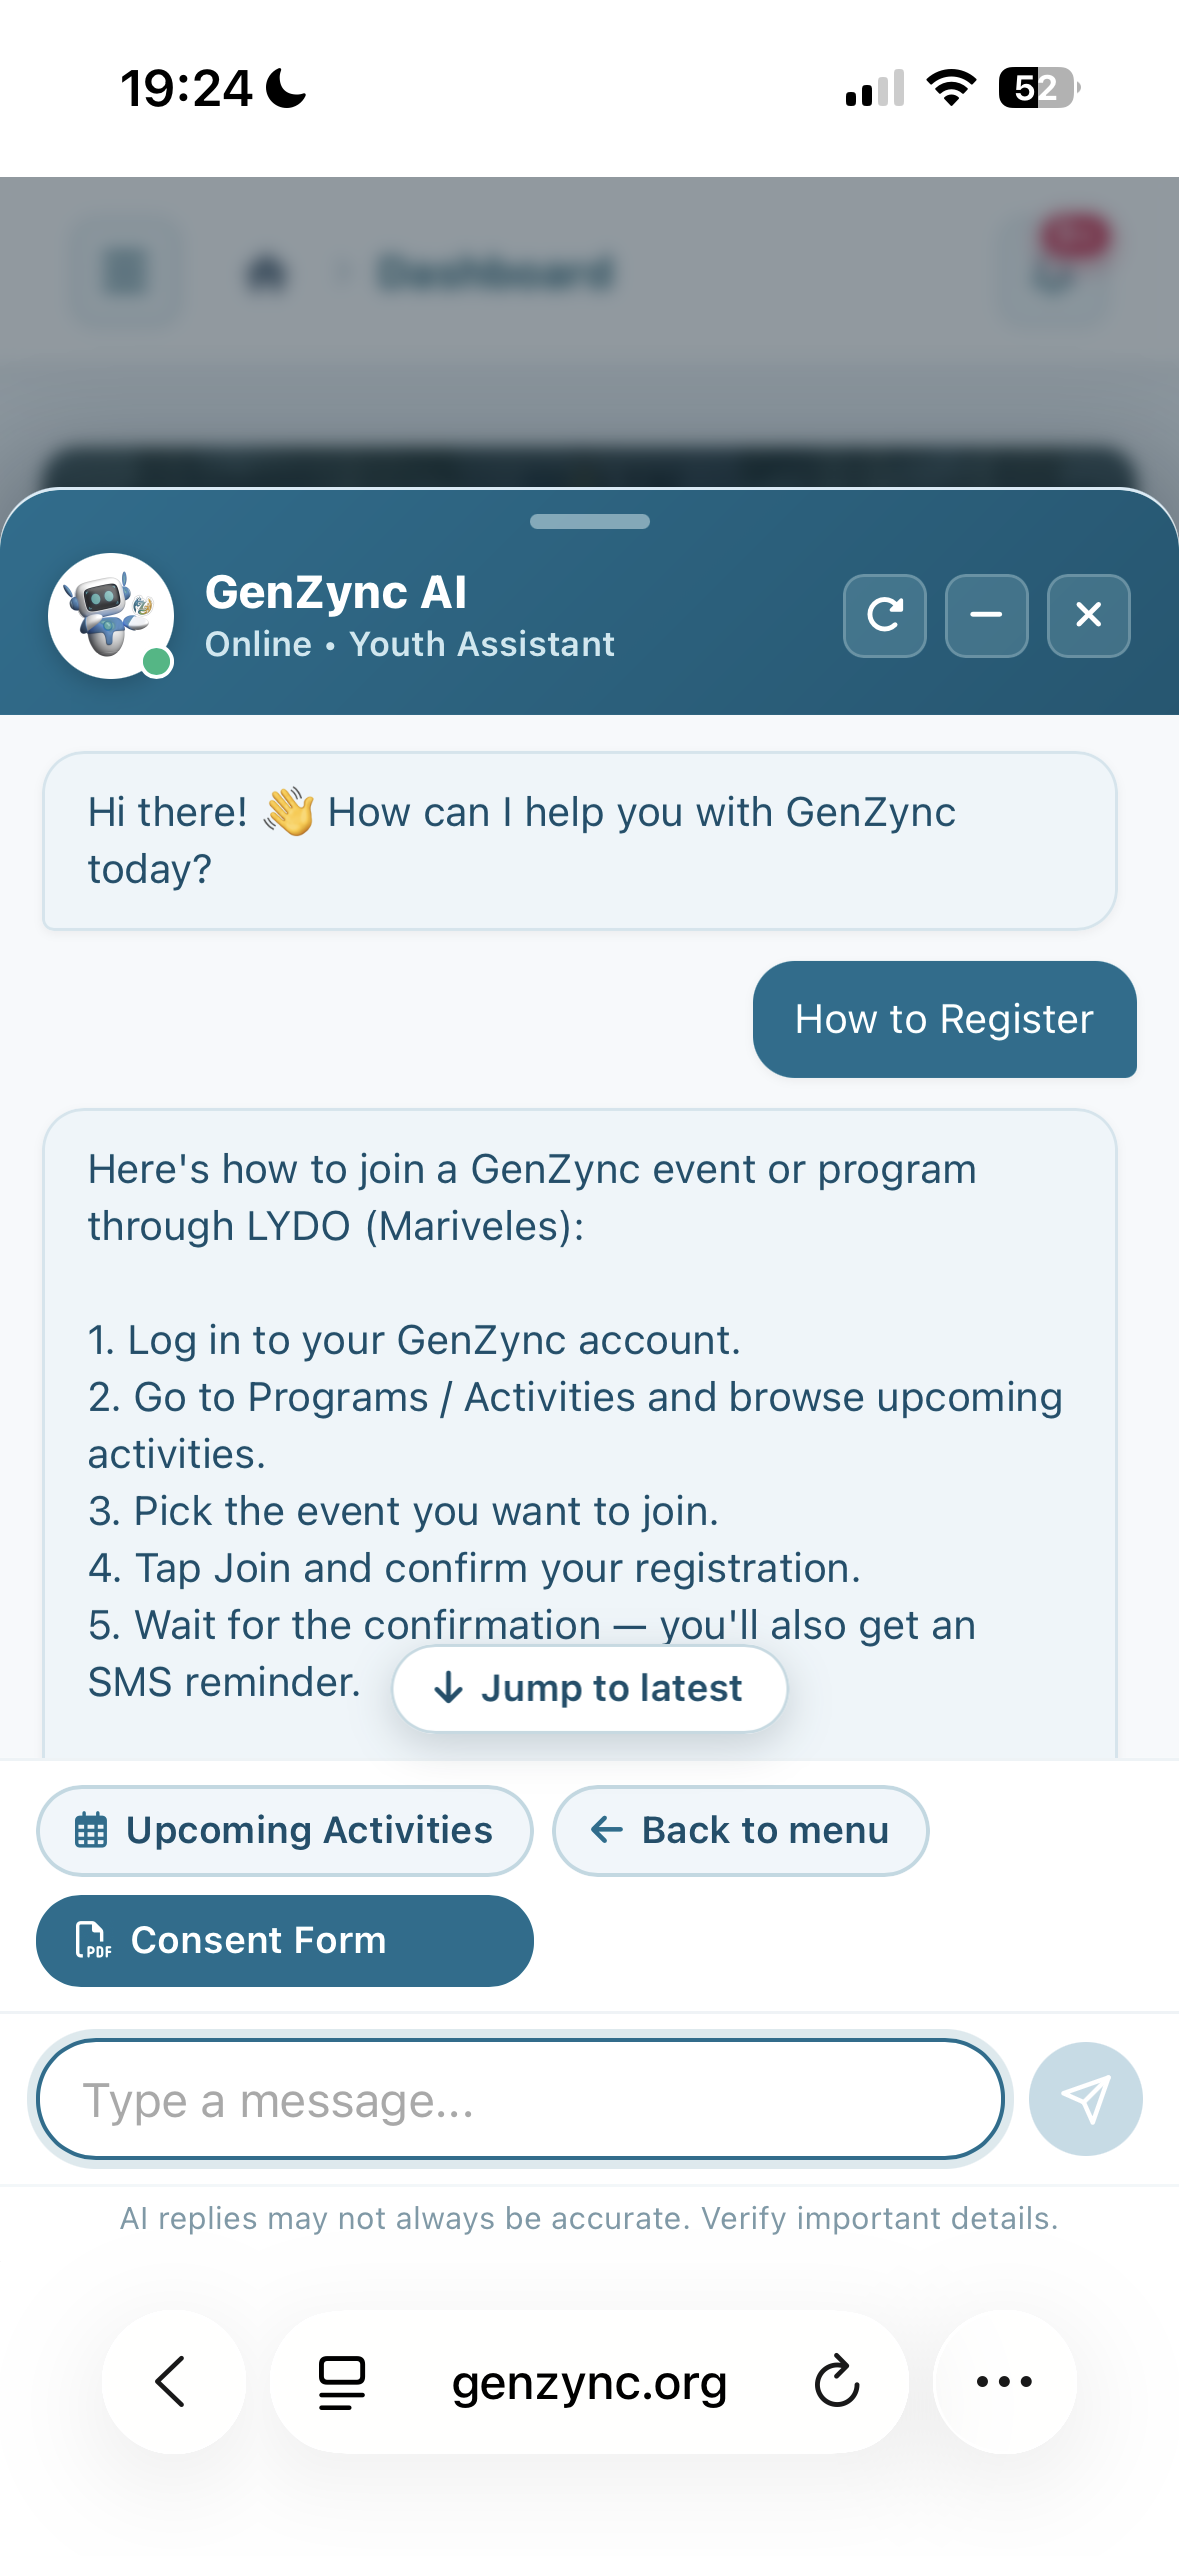 19:24
52
Dashboard
GenZync AI
Online • Youth Assistant
Hi there! 👋 How can I help you with GenZync
today?
How to Register
Here's how to join a GenZync event or program
through LYDO (Mariveles):
1. Log in to your GenZync account.
2. Go to Programs / Activities and browse upcoming
activities.
3. Pick the event you want to join.
4. Tap Join and confirm your registration.
5. Wait for the confirmation — you'll also get an
SMS reminder.
↓ Jump to latest
Upcoming Activities
← Back to menu
PDF Consent Form
Type a message...
AI replies may not always be accurate. Verify important details.
genzync.org